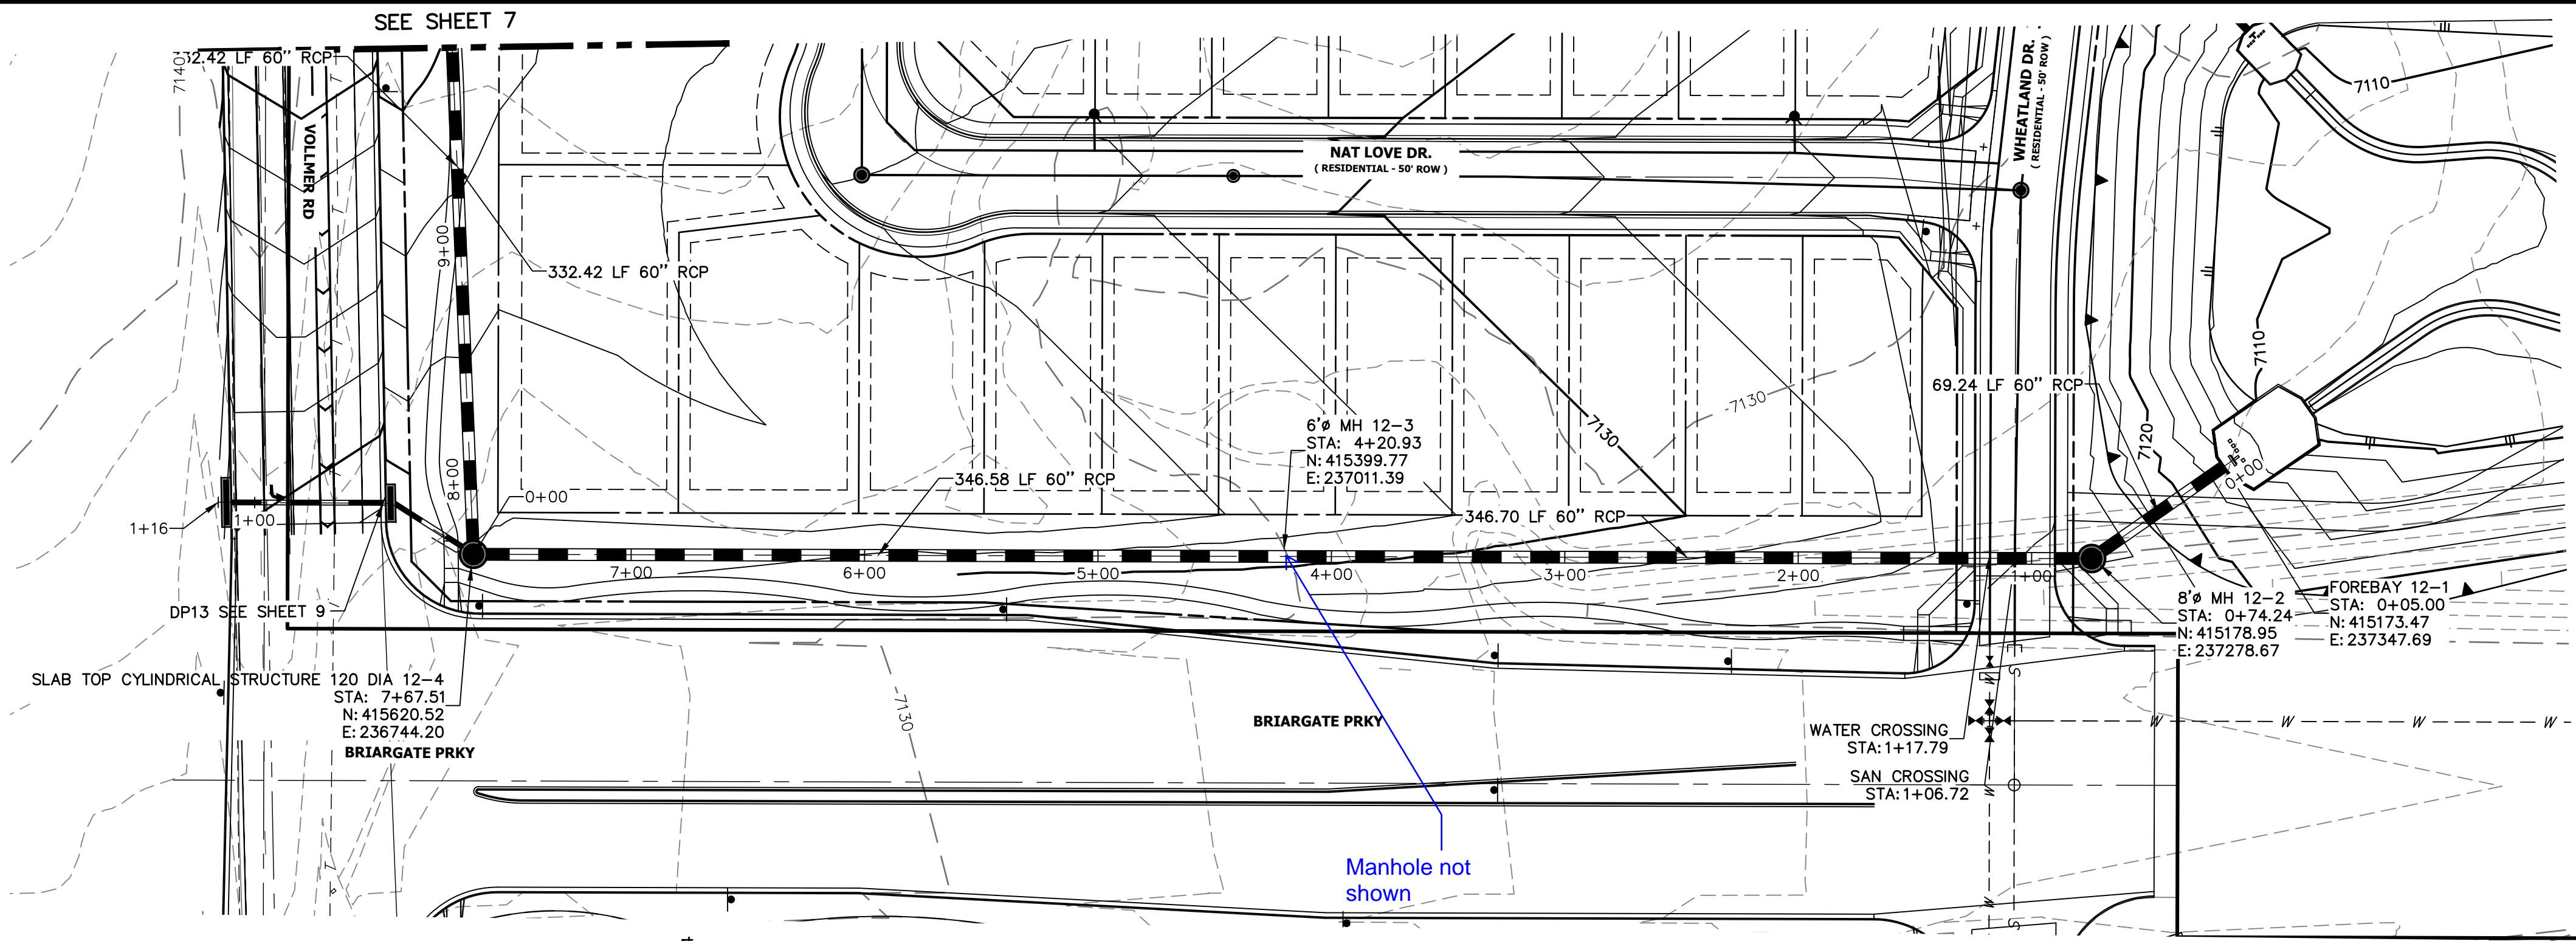 SEE SHEET 7
7140
332.42 LF 60’’ RCP
VOLLMER RD
9+00
332.42 LF 60’’ RCP
8+00
0+00
1+16
1+00
DP13 SEE SHEET 9
SLAB TOP CYLINDRICAL STRUCTURE 120 DIA 12-4
STA: 7+67.51
N: 415620.52
E: 236744.20
BRIARGATE PRKY
NAT LOVE DR.
( RESIDENTIAL - 50' ROW )
WHEATLAND DR.
( RESIDENTIAL - 50' ROW )
7110
7110
7120
7130
7130
346.58 LF 60’’ RCP
6'ø MH 12-3
STA: 4+20.93
N: 415399.77
E: 237011.39
346.70 LF 60’’ RCP
69.24 LF 60’’ RCP
0+00
7+00
6+00
5+00
4+00
3+00
2+00
1+00
8'ø MH 12-2
STA: 0+74.24
N: 415178.95
E: 237278.67
FOREBAY 12-1
STA: 0+05.00
N: 415173.47
E: 237347.69
7130
BRIARGATE PRKY
WATER CROSSING
STA:1+17.79
SAN CROSSING
STA:1+06.72
S
W
W
W
W
W
W
W
S
Manhole not
shown